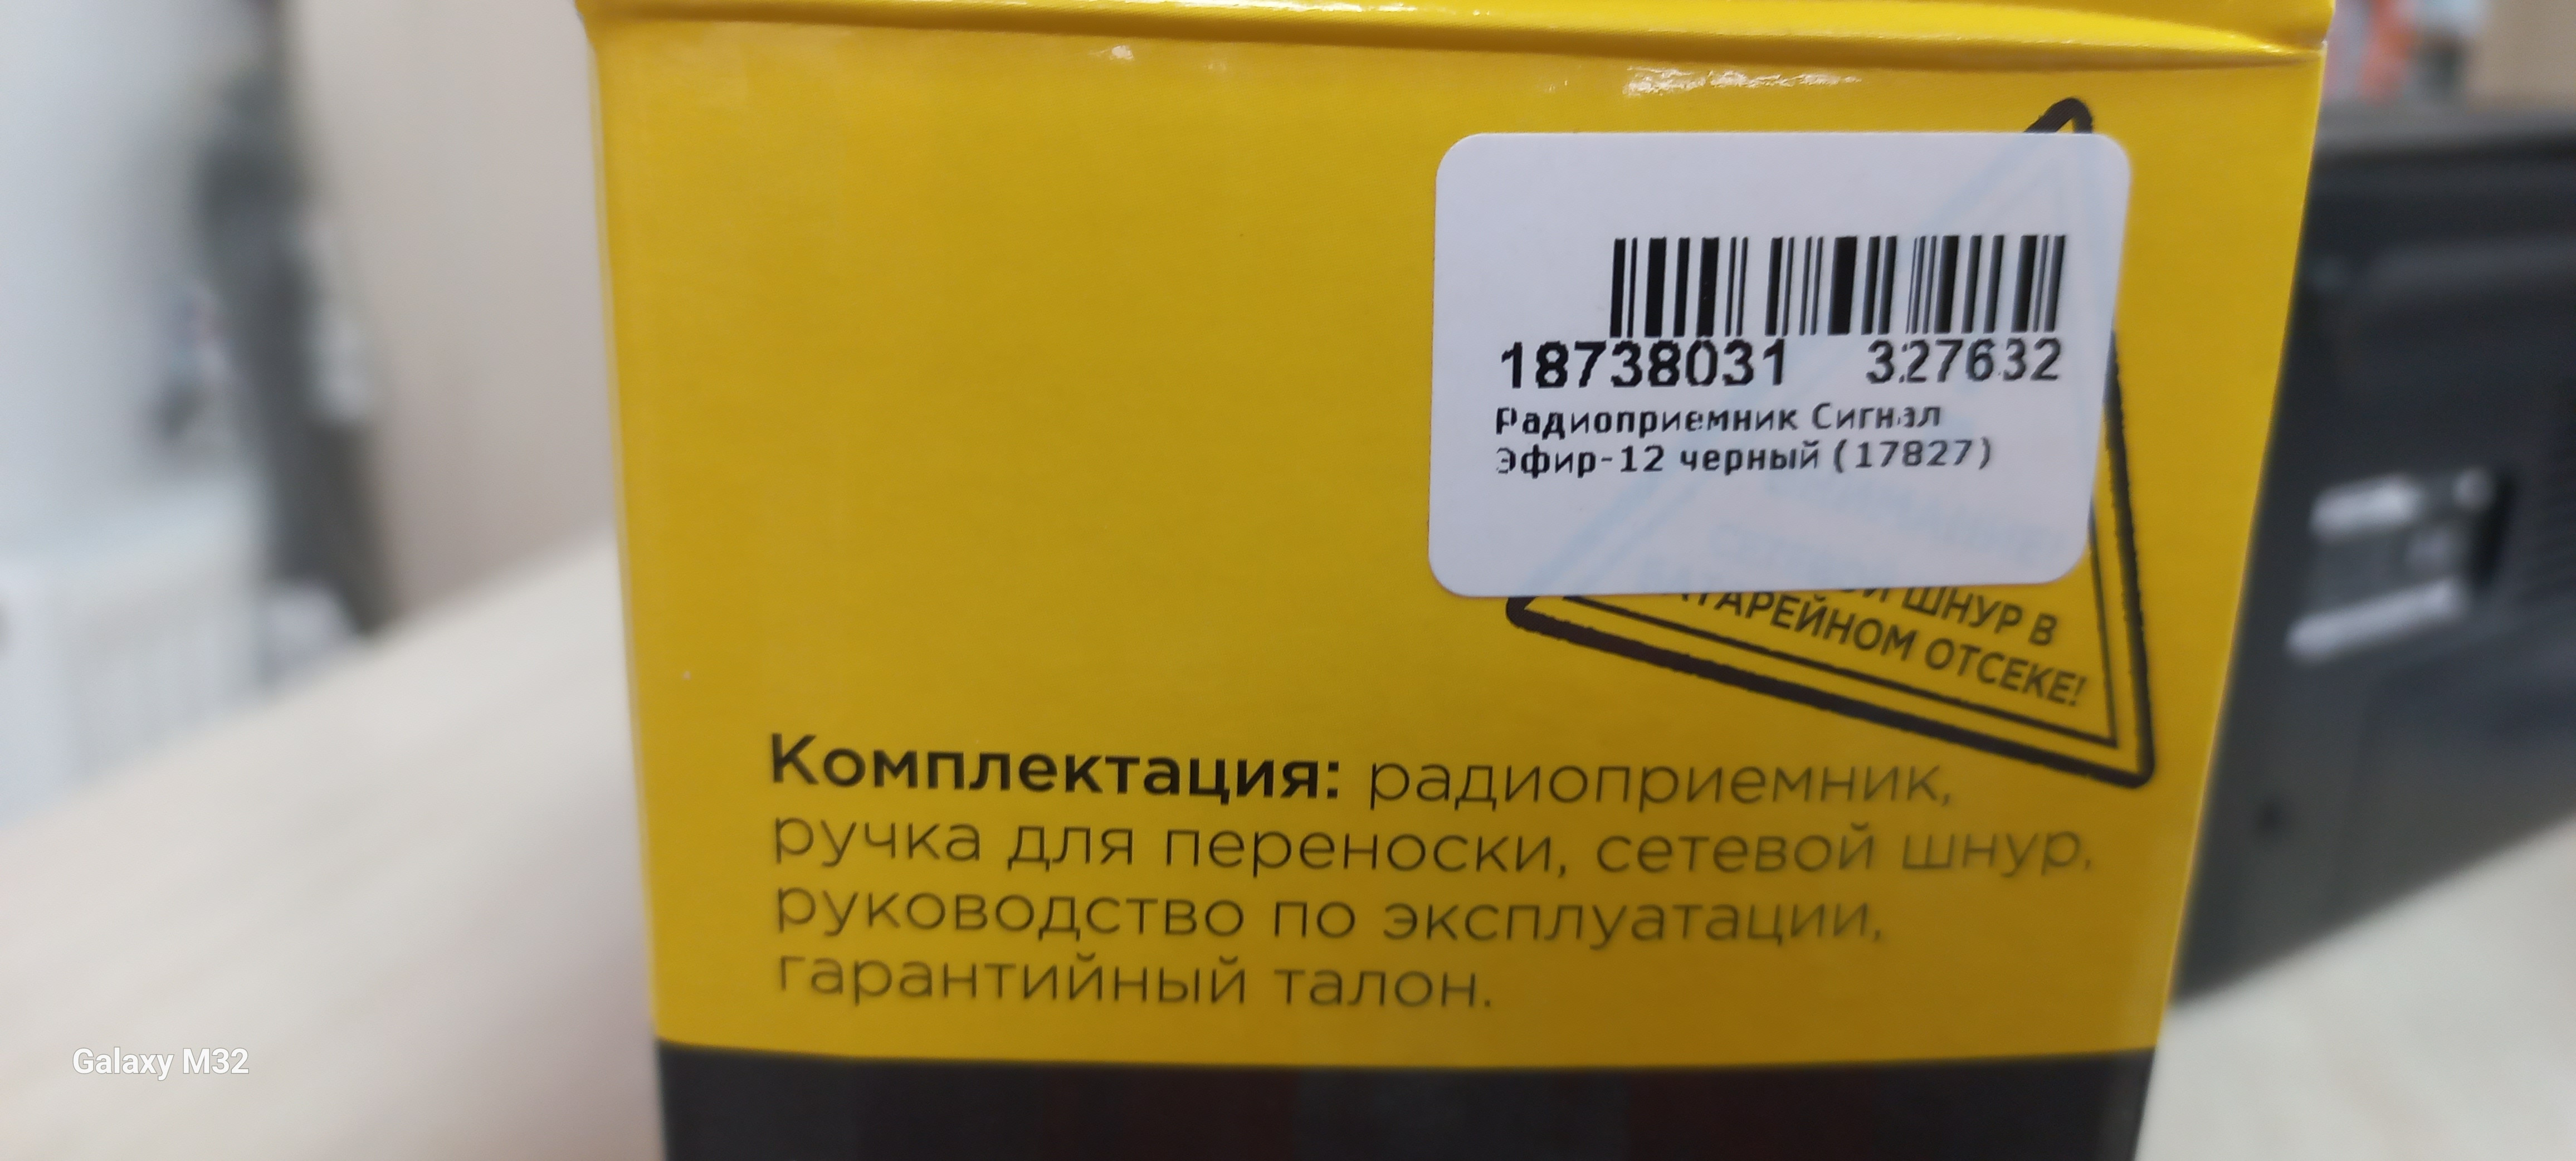 18738031 327632
Радиоприемник Сигнал
Эфир-12 черный (17827)
ШНУР В
БАТАРЕЙНОМ ОТСЕКЕ!
Комплектация: радиоприемник,
ручка для переноски, сетевой шнур,
руководство по эксплуатации,
гарантийный талон.
Galaxy M32